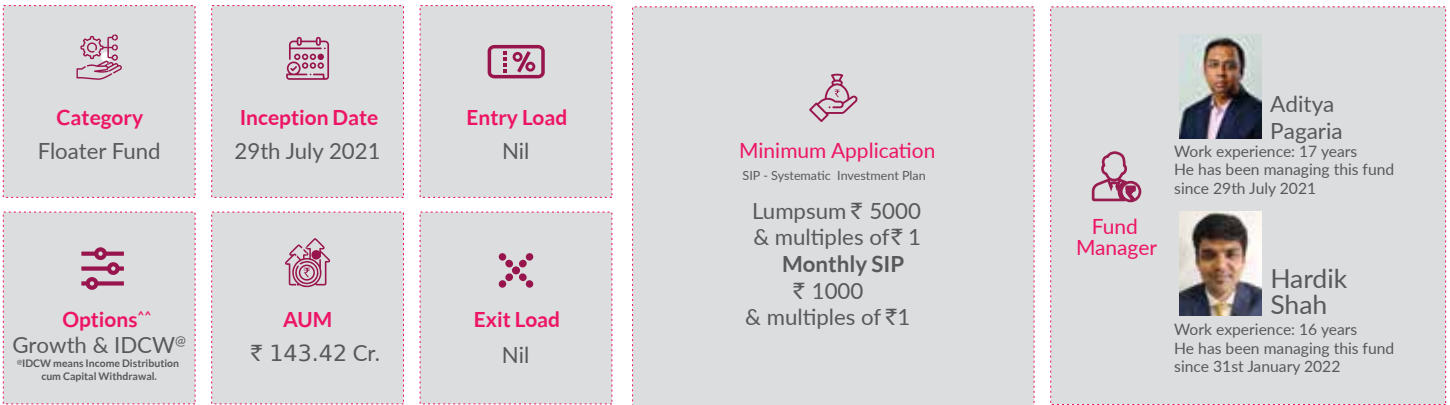 Category
Floater Fund
Inception Date
29th July 2021
Entry Load
Nil
Options^^
Growth & IDCW@
@IDCW means Income Distribution
cum Capital Withdrawal.
AUM
₹ 143.42 Cr.
Exit Load
Nil
Minimum Application
SIP - Systematic Investment Plan
Lumpsum ₹ 5000
& multiples of₹ 1
Monthly SIP
₹ 1000
& multiples of ₹1
Fund
Manager
Aditya
Pagaria
Work experience: 17 years
He has been managing this fund
since 29th July 2021
Hardik
Shah
Work experience: 16 years
He has been managing this fund
since 31st January 2022